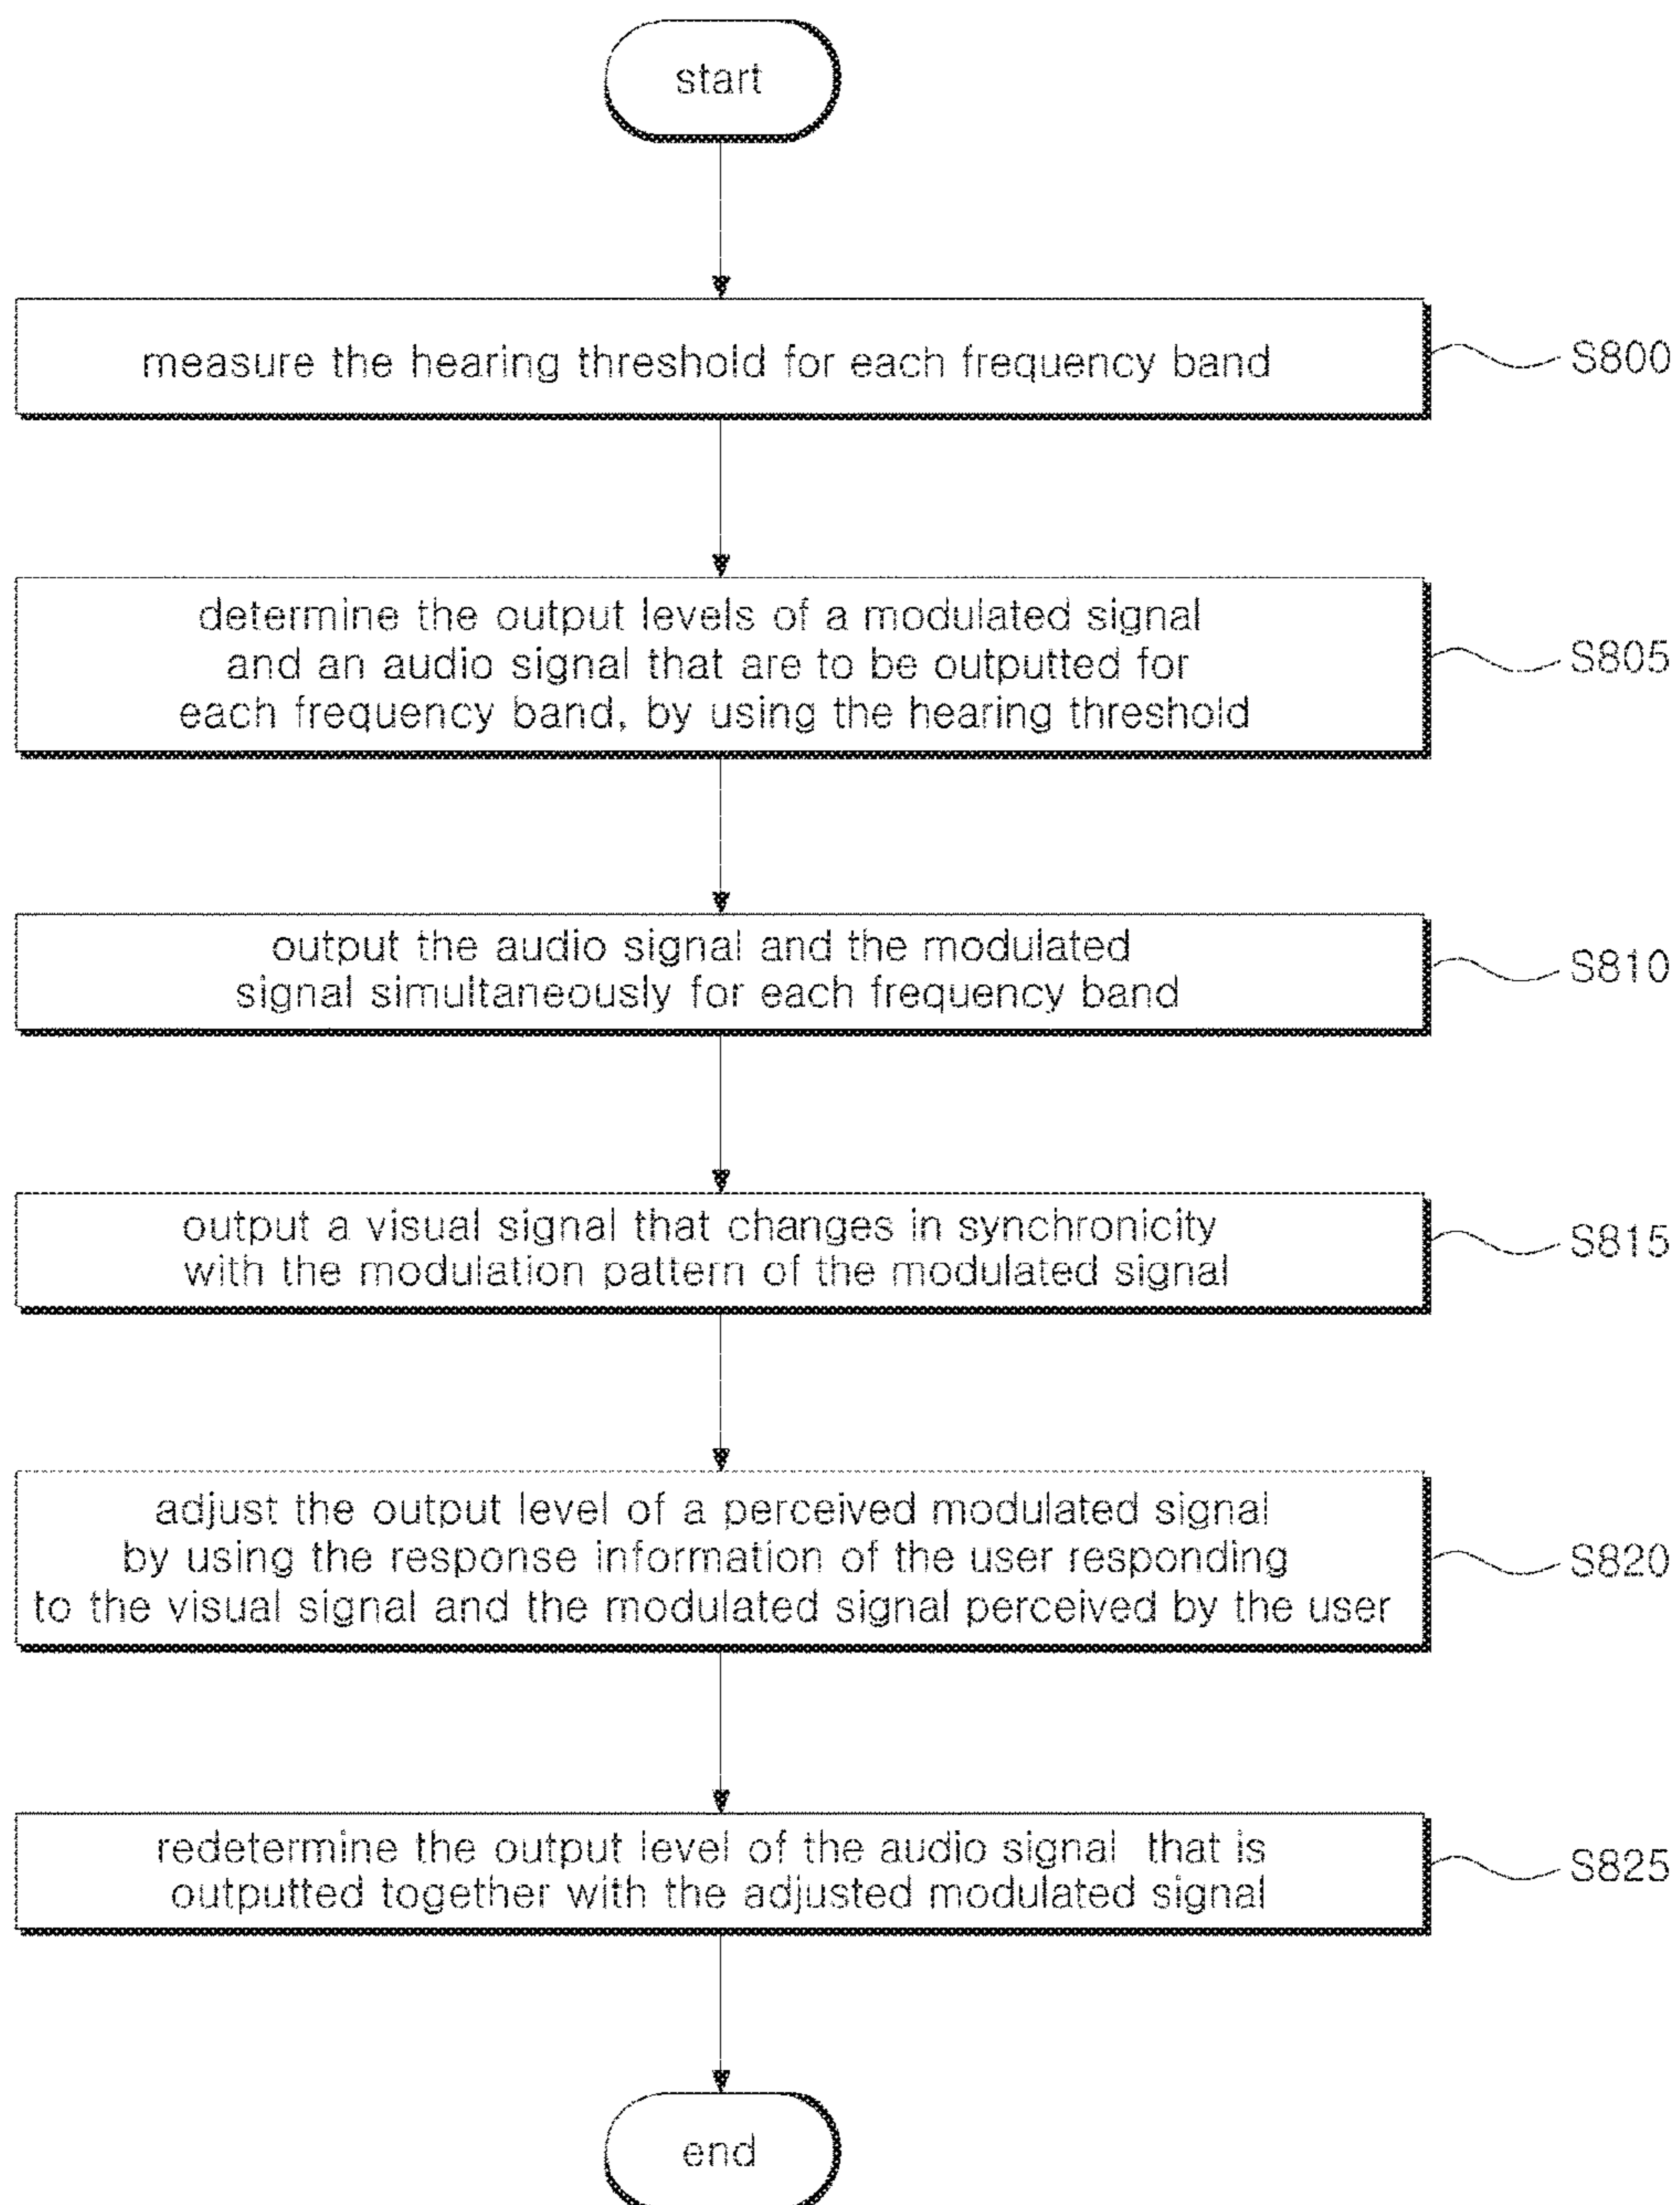 start
measure the hearing threshold for each frequency band
S800
determine the output levels of a modulated signal
and an audio signal that are to be outputted for
each frequency band, by using the hearing threshold
S805
output the audio signal and the modulated
signal simultaneously for each frequency band
S810
output a visual signal that changes in synchronicity
with the modulation pattern of the modulated signal
S815
adjust the output level of a perceived modulated signal
by using the response information of the user responding
to the visual signal and the modulated signal perceived by the user
S820
redetermine the output level of the audio signal that is
outputted together with the adjusted modulated signal
S825
end